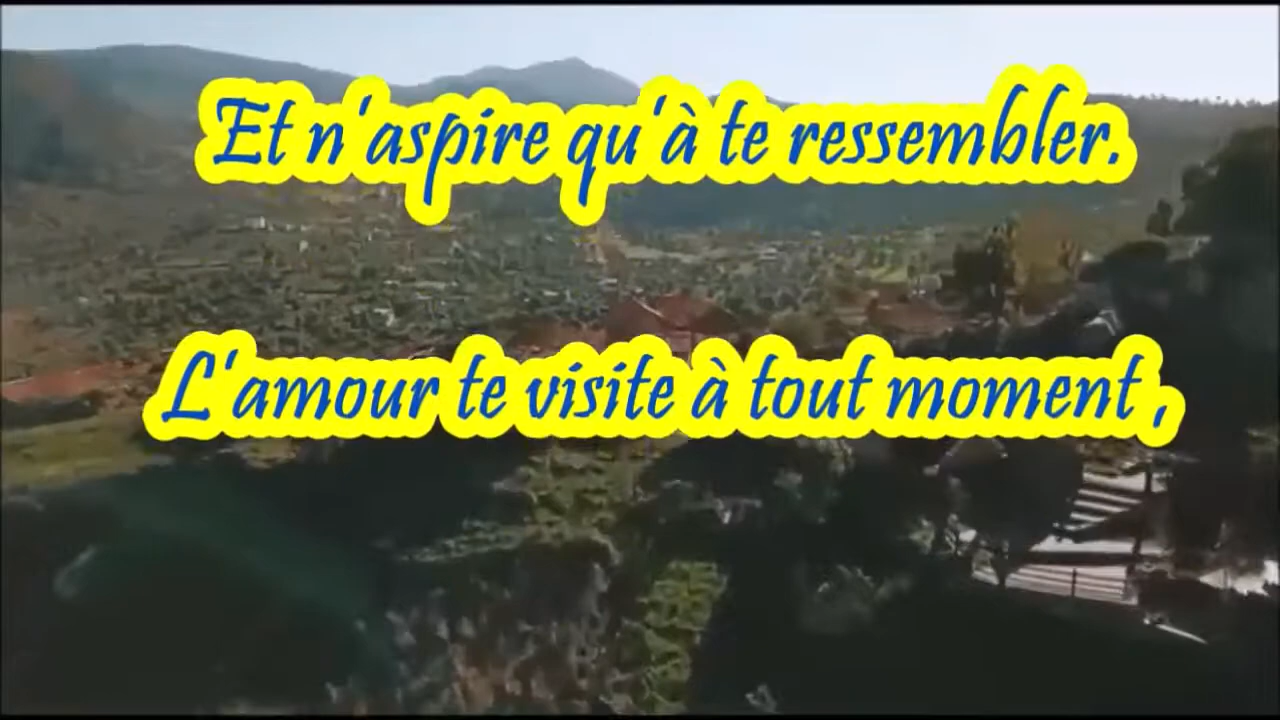 Et n'aspire qu'à te ressembler.
L'amour te visite à tout moment ,